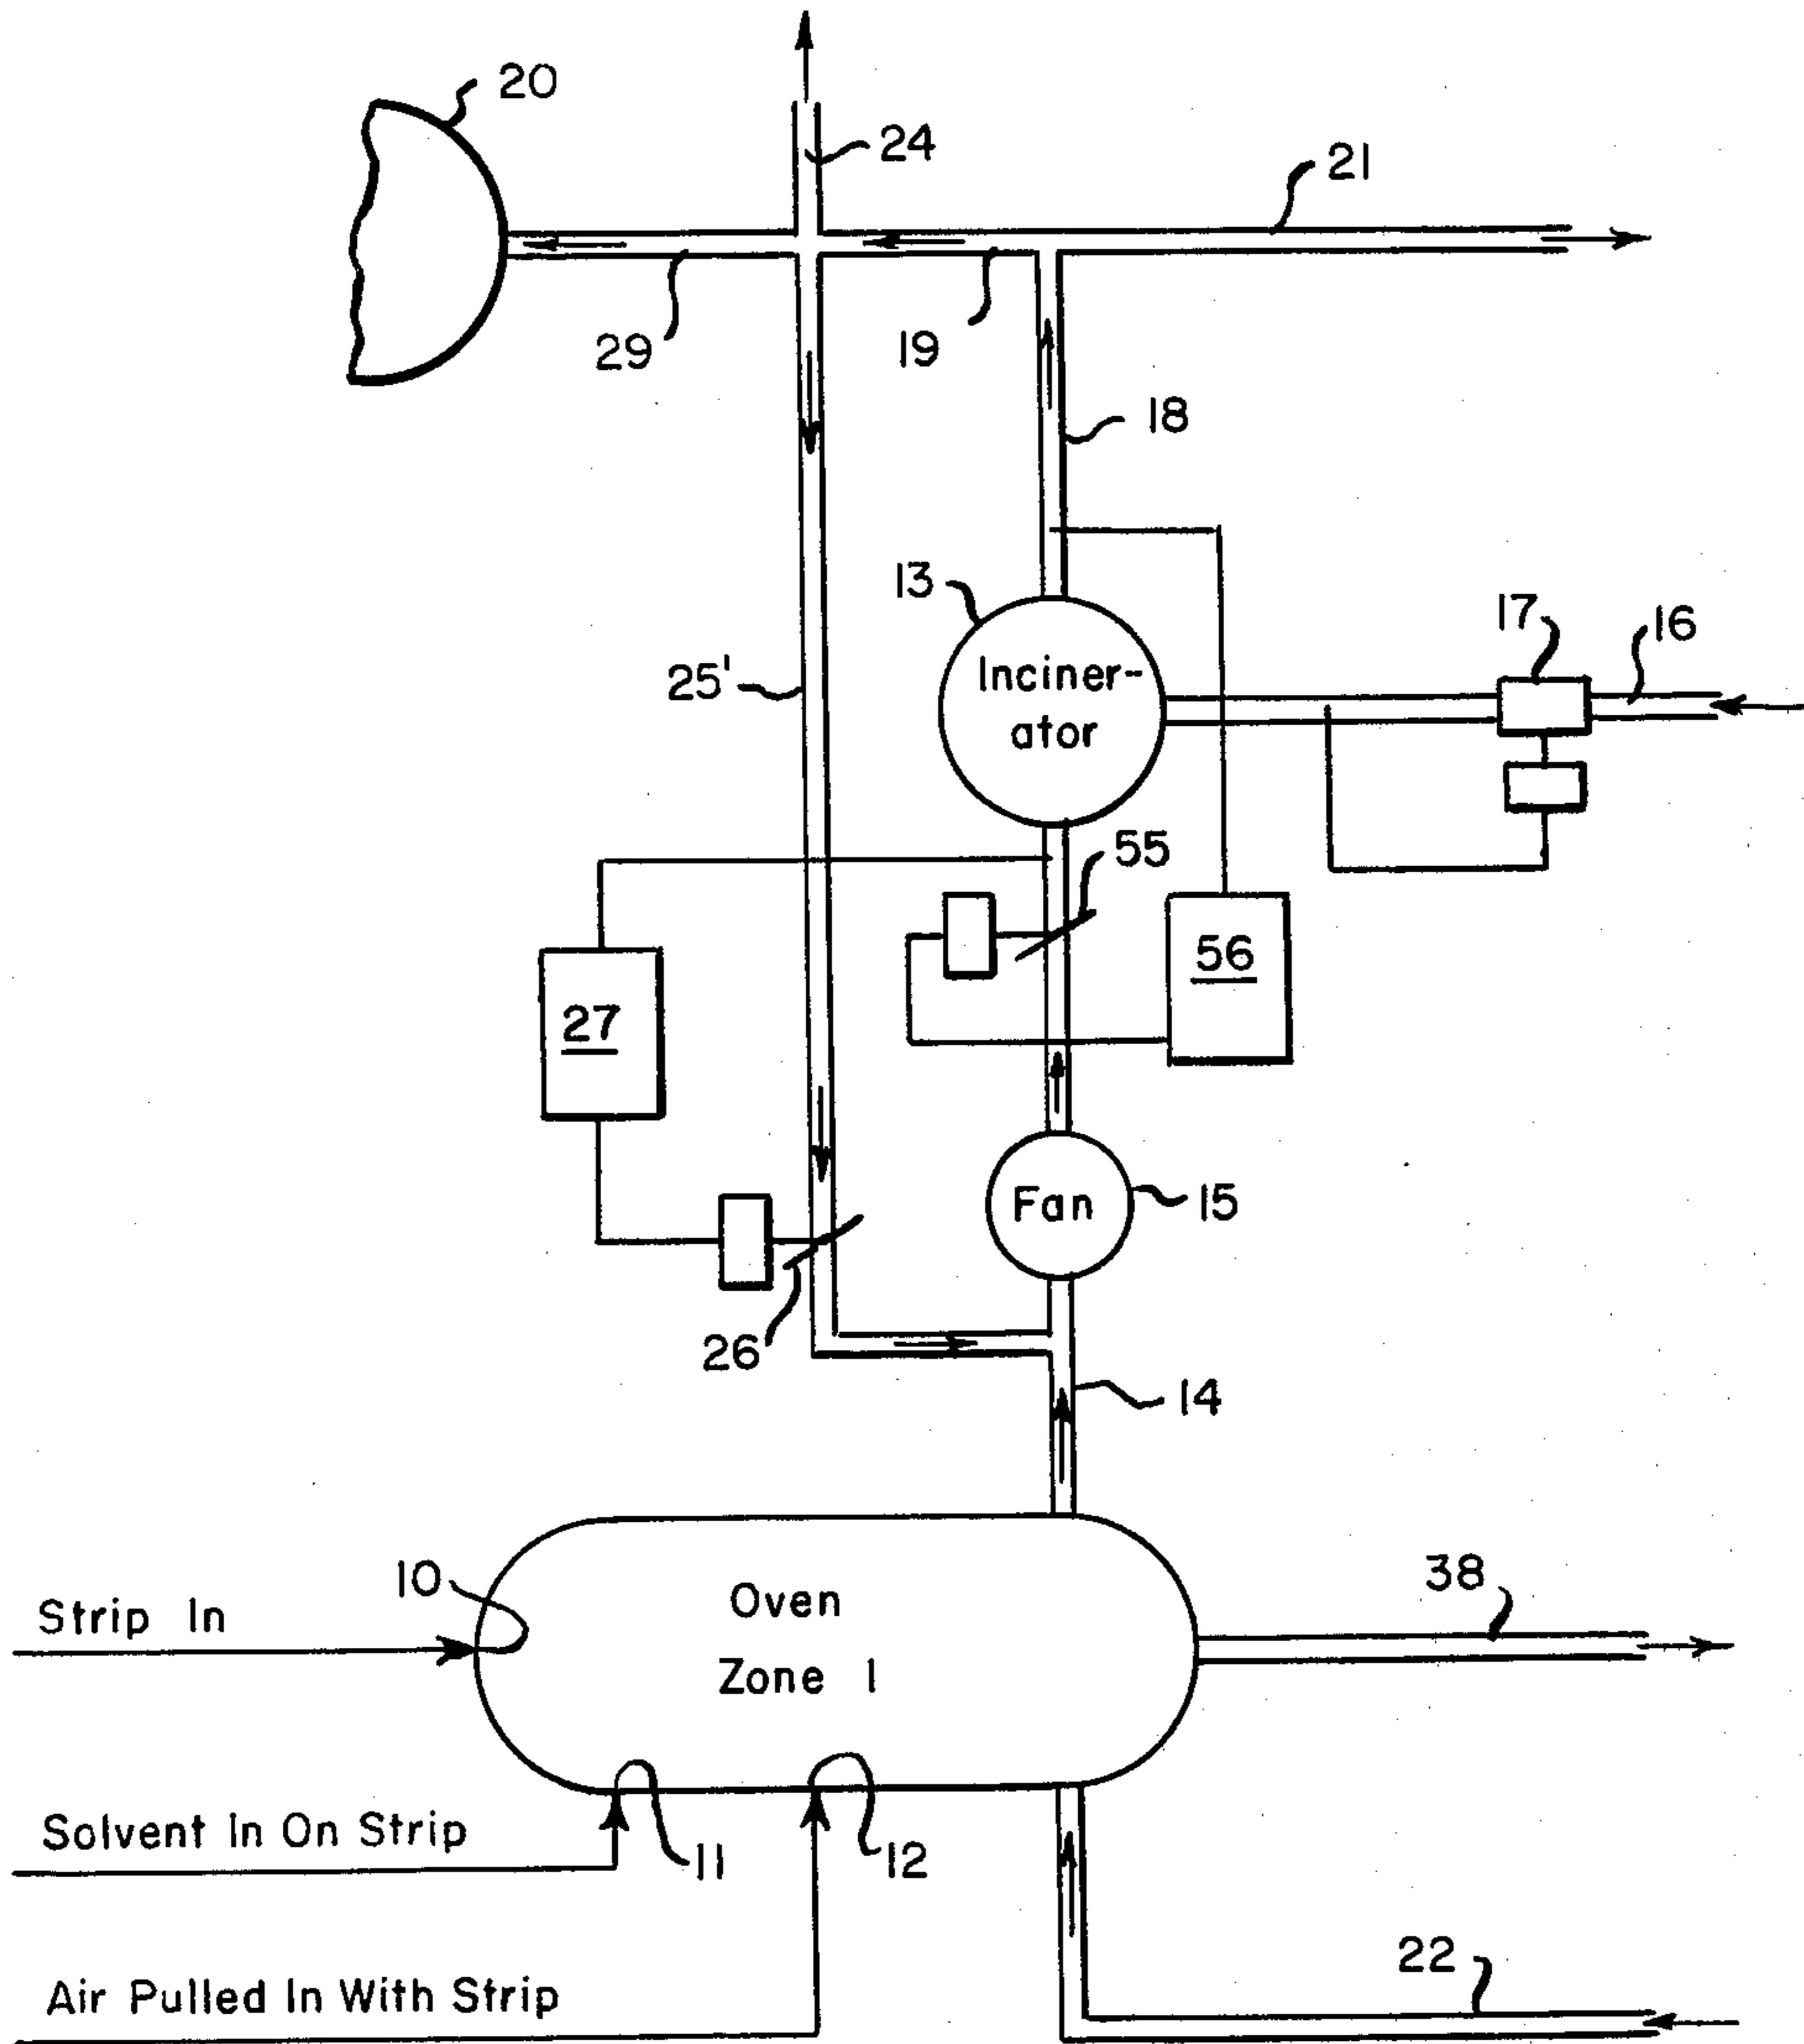 20
24
21
29
19
18
13
Inciner-
ator
17
16
25'
55
56
27
Fan
15
26
14
Strip In
10
Oven
Zone 1
38
Solvent In On Strip
11
12
Air Pulled In With Strip
22